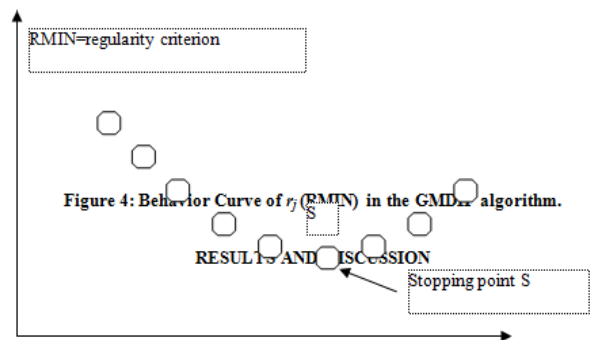 RMIN=regularity criterion
Figure 4: Behavior Curve of rj (RMIN) in the GMDH algorithm.
S
RESULTS AND DISCUSSION
Stopping point S